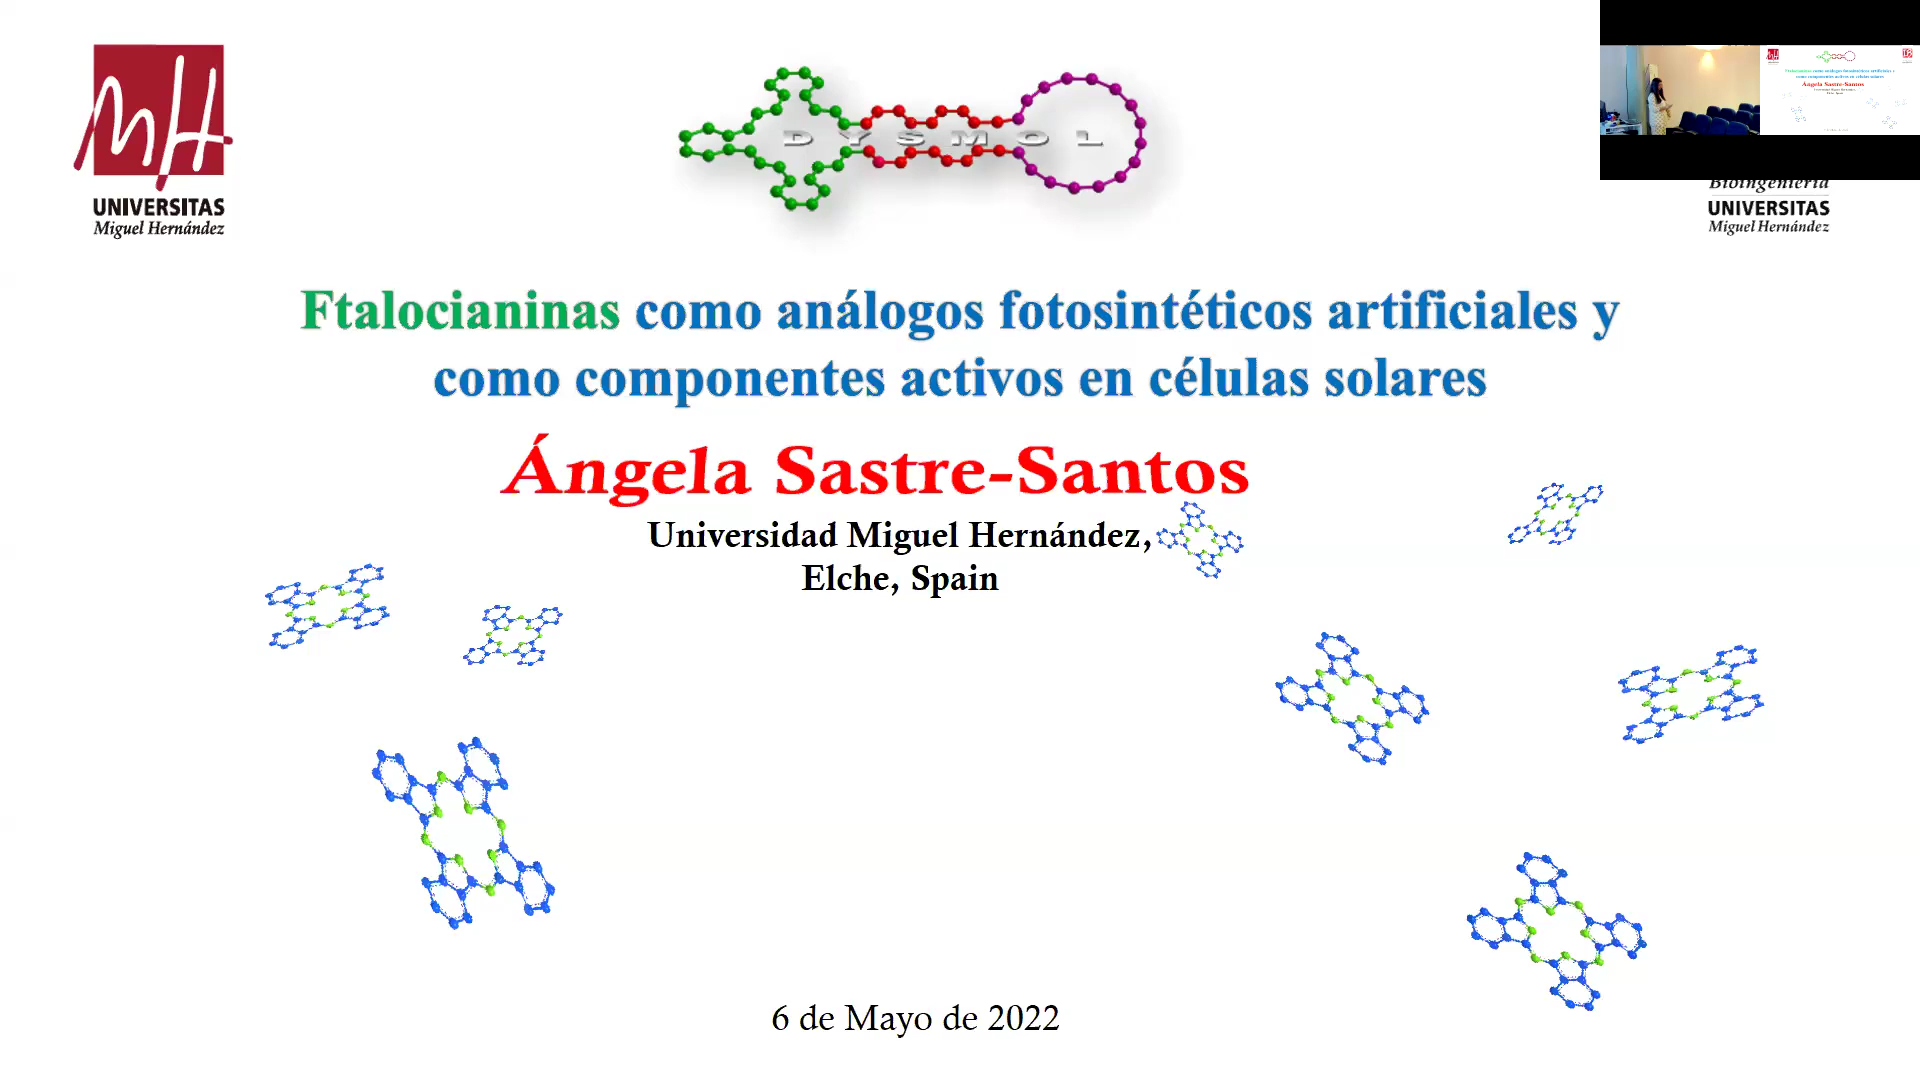 UNIVERSITAS
Miguel Hernández
DYSMOL
Bioingeniería
UNIVERSITAS
Miguel Hernández
Ftalocianinas como análogos fotosintéticos artificiales y
como componentes activos en células solares
Ángela Sastre-Santos
Universidad Miguel Hernández,
Elche, Spain
6 de Mayo de 2022